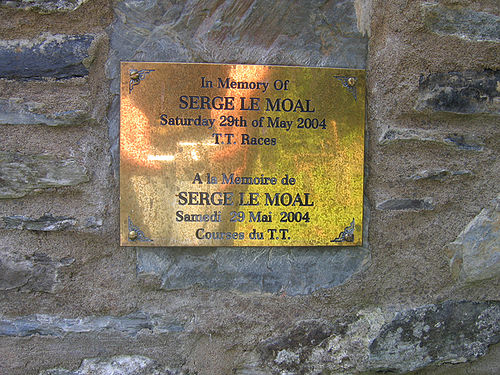 In Memory Of
SERGE LE MOAL
Saturday 29th of May 2004
T.T. Races
A la Memoire de
SERGE LE MOAL
Samedi 29 Mai 2004
Courses du T.T.